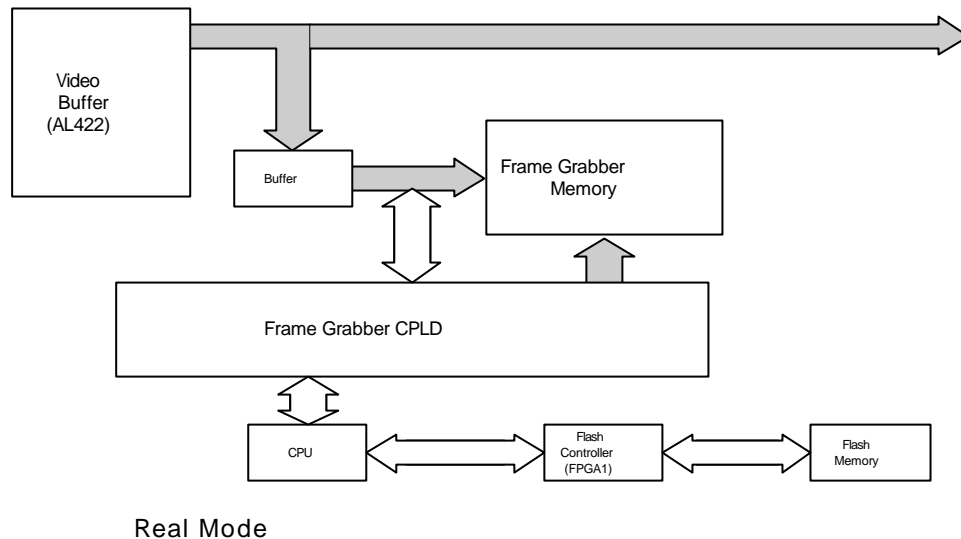 Video
Buffer
(AL422)
Buffer
Frame Grabber
Memory
Frame Grabber CPLD
CPU
Flash
Controller
(FPGA1)
Flash
Memory
Real Mode